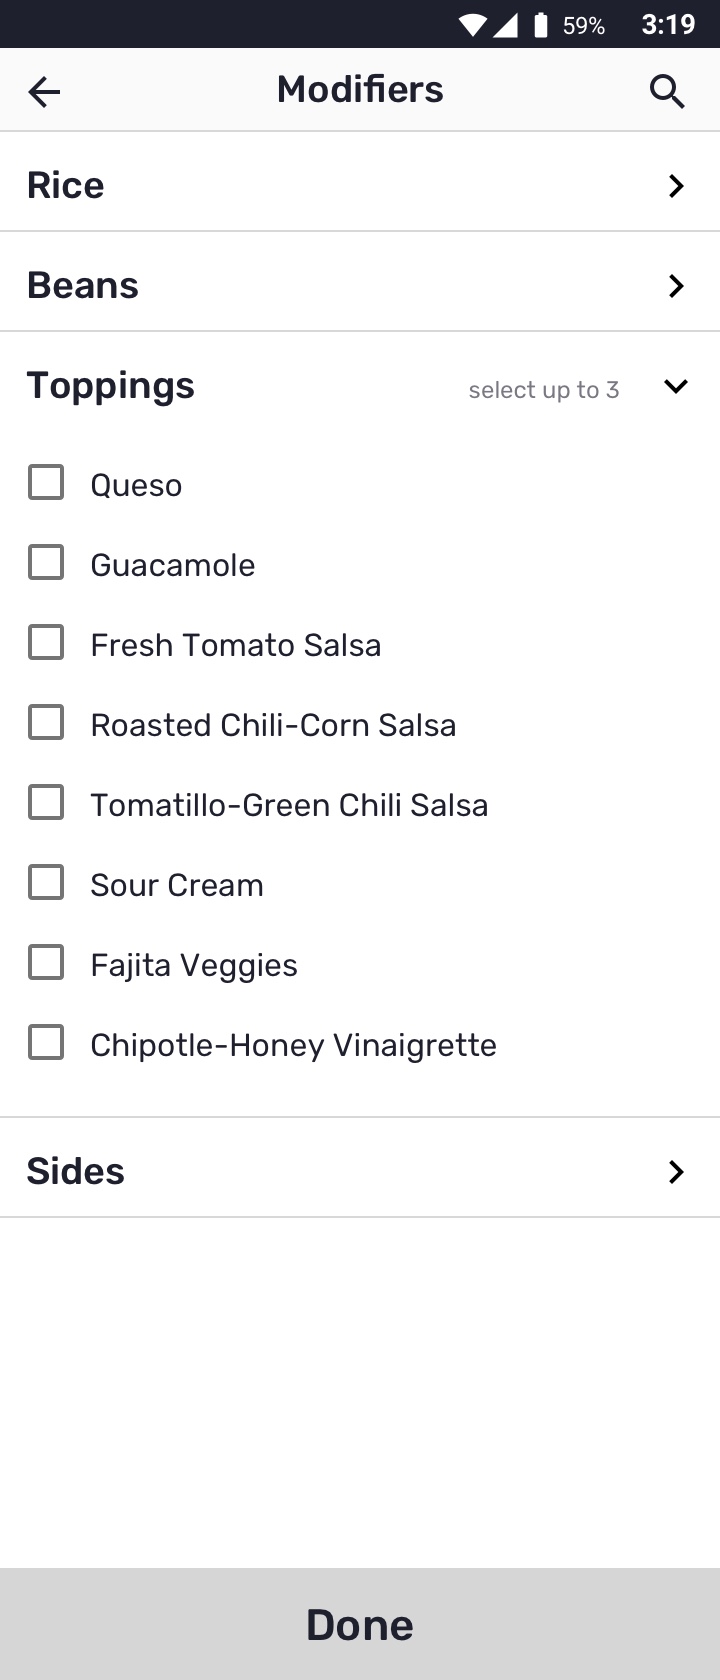 59% 3:19
Modifiers
Rice
Beans
Toppings select up to 3
Queso
Guacamole
Fresh Tomato Salsa
Roasted Chili-Corn Salsa
Tomatillo-Green Chili Salsa
Sour Cream
Fajita Veggies
Chipotle-Honey Vinaigrette
Sides
Done